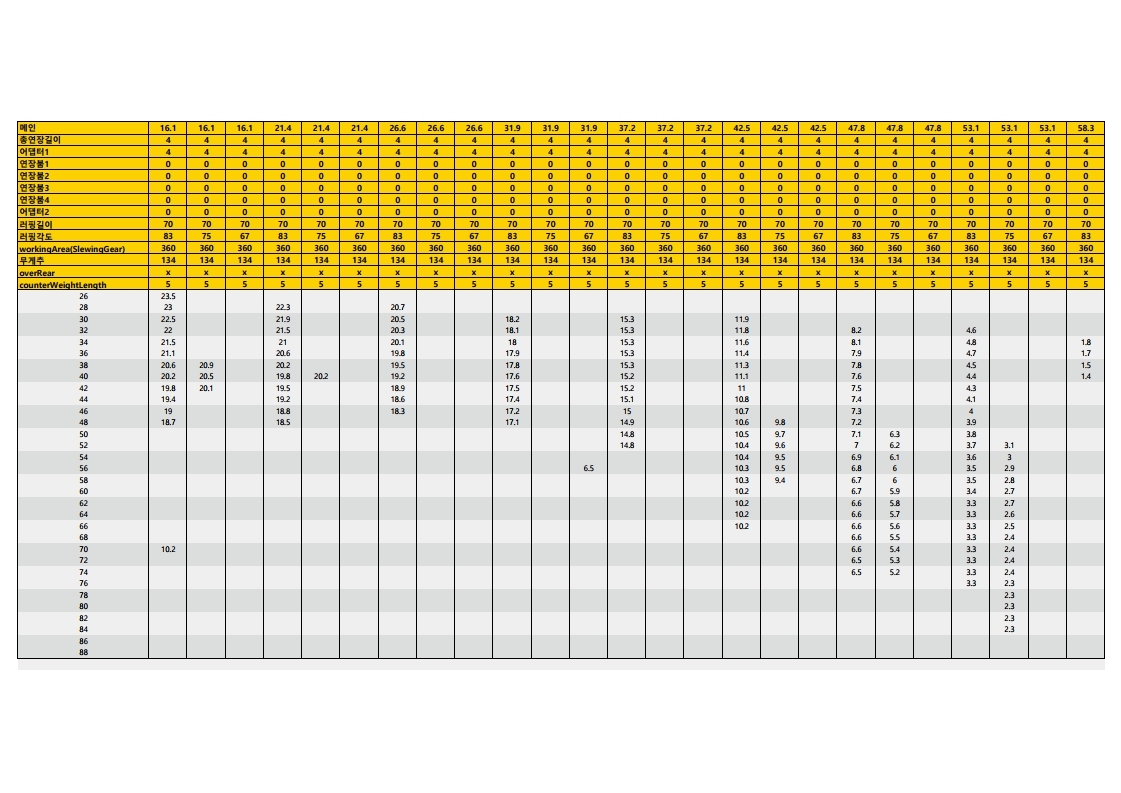 메인 16.1 16.1 16.1 21.4 21.4 21.4 26.6 26.6 26.6 31.9 31.9 31.9 37.2 37.2 37.2 42.5 42.5 42.5 47.8 47.8 47.8 53.1 53.1 53.1 58.3
총연장길이 4 4 4 4 4 4 4 4 4 4 4 4 4 4 4 4 4 4 4 4 4 4 4 4 4
어댑터1 4 4 4 4 4 4 4 4 4 4 4 4 4 4 4 4 4 4 4 4 4 4 4 4 4
연장붐1 0 0 0 0 0 0 0 0 0 0 0 0 0 0 0 0 0 0 0 0 0 0 0 0 0
연장붐2 0 0 0 0 0 0 0 0 0 0 0 0 0 0 0 0 0 0 0 0 0 0 0 0 0
연장붐3 0 0 0 0 0 0 0 0 0 0 0 0 0 0 0 0 0 0 0 0 0 0 0 0 0
연장붐4 0 0 0 0 0 0 0 0 0 0 0 0 0 0 0 0 0 0 0 0 0 0 0 0 0
어댑터2 0 0 0 0 0 0 0 0 0 0 0 0 0 0 0 0 0 0 0 0 0 0 0 0 0
러핑길이 70 70 70 70 70 70 70 70 70 70 70 70 70 70 70 70 70 70 70 70 70 70 70 70 70
러핑각도 83 75 67 83 75 67 83 75 67 83 75 67 83 75 67 83 75 67 83 75 67 83 75 67 83
workingArea(SlewingGear) 360 360 360 360 360 360 360 360 360 360 360 360 360 360 360 360 360 360 360 360 360 360 360 360 360
무게추 134 134 134 134 134 134 134 134 134 134 134 134 134 134 134 134 134 134 134 134 134 134 134 134 134
overRear x x x x x x x x x x x x x x x x x x x x x x x x x
counterWeightLength 5 5 5 5 5 5 5 5 5 5 5 5 5 5 5 5 5 5 5 5 5 5 5 5 5
26 23.5
28 23 22.3 20.7
30 22.5 21.9 20.5 18.2 15.3 11.9
32 22 21.5 20.3 18.1 15.3 11.8 8.2 4.6
34 21.5 21 20.1 18 15.3 11.6 8.1 4.8 1.8
36 21.1 20.6 19.8 17.9 15.3 11.4 7.9 4.7 1.7
38 20.6 20.9 20.2 19.5 17.8 15.3 11.3 7.8 4.5 1.5
40 20.2 20.5 19.8 20.2 19.2 17.6 15.2 11.1 7.6 4.4 1.4
42 19.8 20.1 19.5 18.9 17.5 15.2 11 7.5 4.3
44 19.4 19.2 18.6 17.4 15.1 10.8 7.4 4.1
46 19 18.8 18.3 17.2 15 10.7 7.3 4
48 18.7 18.5 17.1 14.9 10.6 9.8 7.2 3.9
50 14.8 10.5 9.7 7.1 6.3 3.8
52 14.8 10.4 9.6 7 6.2 3.7 3.1
54 10.4 9.5 6.9 6.1 3.6 3
56 6.5 10.3 9.5 6.8 6 3.5 2.9
58 10.3 9.4 6.7 6 3.5 2.8
60 10.2 6.7 5.9 3.4 2.7
62 10.2 6.6 5.8 3.3 2.7
64 10.2 6.6 5.7 3.3 2.6
66 10.2 6.6 5.6 3.3 2.5
68 6.6 5.5 3.3 2.4
70 10.2 6.6 5.4 3.3 2.4
72 6.5 5.3 3.3 2.4
74 6.5 5.2 3.3 2.4
76 3.3 2.3
78 2.3
80 2.3
82 2.3
84 2.3
86
88